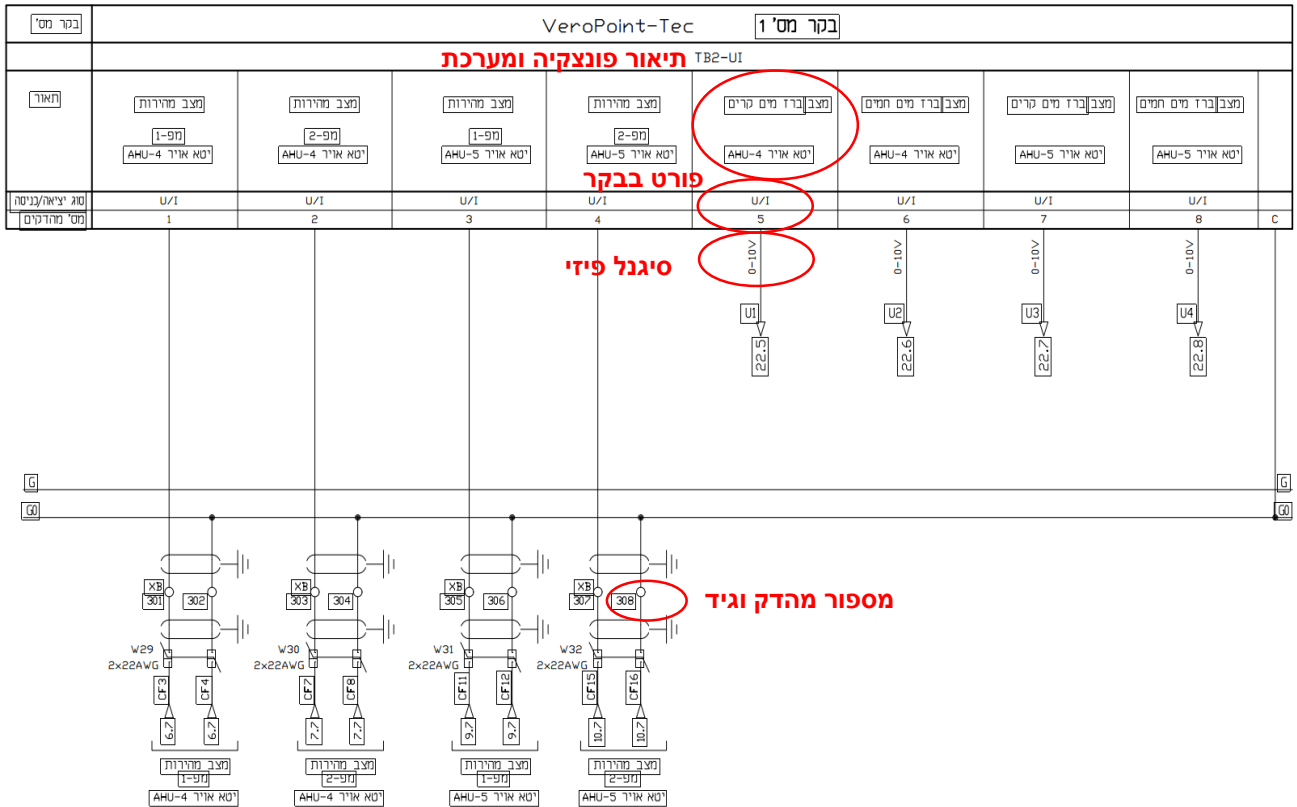 בקר מס'
VeroPoint-Tec בקר מס' 1
תיאור פונצקיה ומערכת TB2-UI
תאור
מצב מהירות
מפ-1
יטא אויר AHU-4
מצב מהירות
מפ-2
יטא אויר AHU-4
מצב מהירות
מפ-1
יטא אויר AHU-5
מצב מהירות
מפ-2
יטא אויר AHU-5
מצב ברז מים קרים
יטא אויר AHU-4
מצב ברז מים חמים
יטא אויר AHU-4
מצב ברז מים קרים
יטא אויר AHU-5
מצב ברז מים חמים
יטא אויר AHU-5
פורט בבקר
סוג יציאה/כניסה
U/I U/I U/I U/I U/I U/I U/I U/I
מס' מהדקים
1 2 3 4 5 6 7 8 C
סיגנל פיזי
0-10V 0-10V 0-10V 0-10V
U1 U2 U3 U4
22.5 22.6 22.7 22.8
G G
G0 G0
XB XB XB XB
301 302 303 304 305 306 307 308
מספור מהדק וגיד
W29 W30 W31 W32
2x22AWG 2x22AWG 2x22AWG 2x22AWG
CF3 CF4 CF7 CF8 CF11 CF12 CF15 CF16
6.7 6.7 7.7 7.7 9.7 9.7 10.7 10.7
מצב מהירות
מפ-1
יטא אויר AHU-4
מצב מהירות
מפ-2
יטא אויר AHU-4
מצב מהירות
מפ-1
יטא אויר AHU-5
מצב מהירות
מפ-2
יטא אויר AHU-5